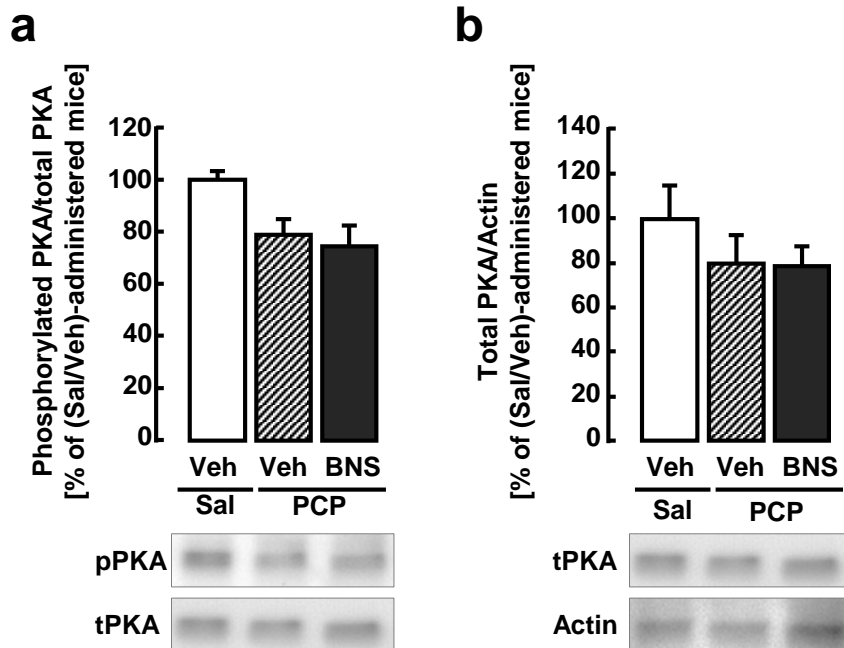 a
Phosphorylated PKA/total PKA
[% of (Sal/Veh)-administered mice]
120
100
80
60
40
20
0
Veh Veh BNS
Sal PCP
pPKA
tPKA
b
Total PKA/Actin
[% of (Sal/Veh)-administered mice]
140
120
100
80
60
40
20
0
Veh Veh BNS
Sal PCP
tPKA
Actin